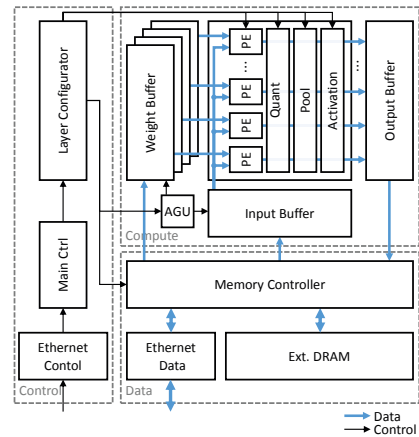 Layer Configurator
Weight Buffer
PE
...
PE
PE
PE
Quant
Pool
Activation
...
Output Buffer
AGU
Input Buffer
Compute
Main Ctrl
Memory Controller
Ethernet
Contol
Control
Ethernet
Data
Ext. DRAM
Data
Data
Control